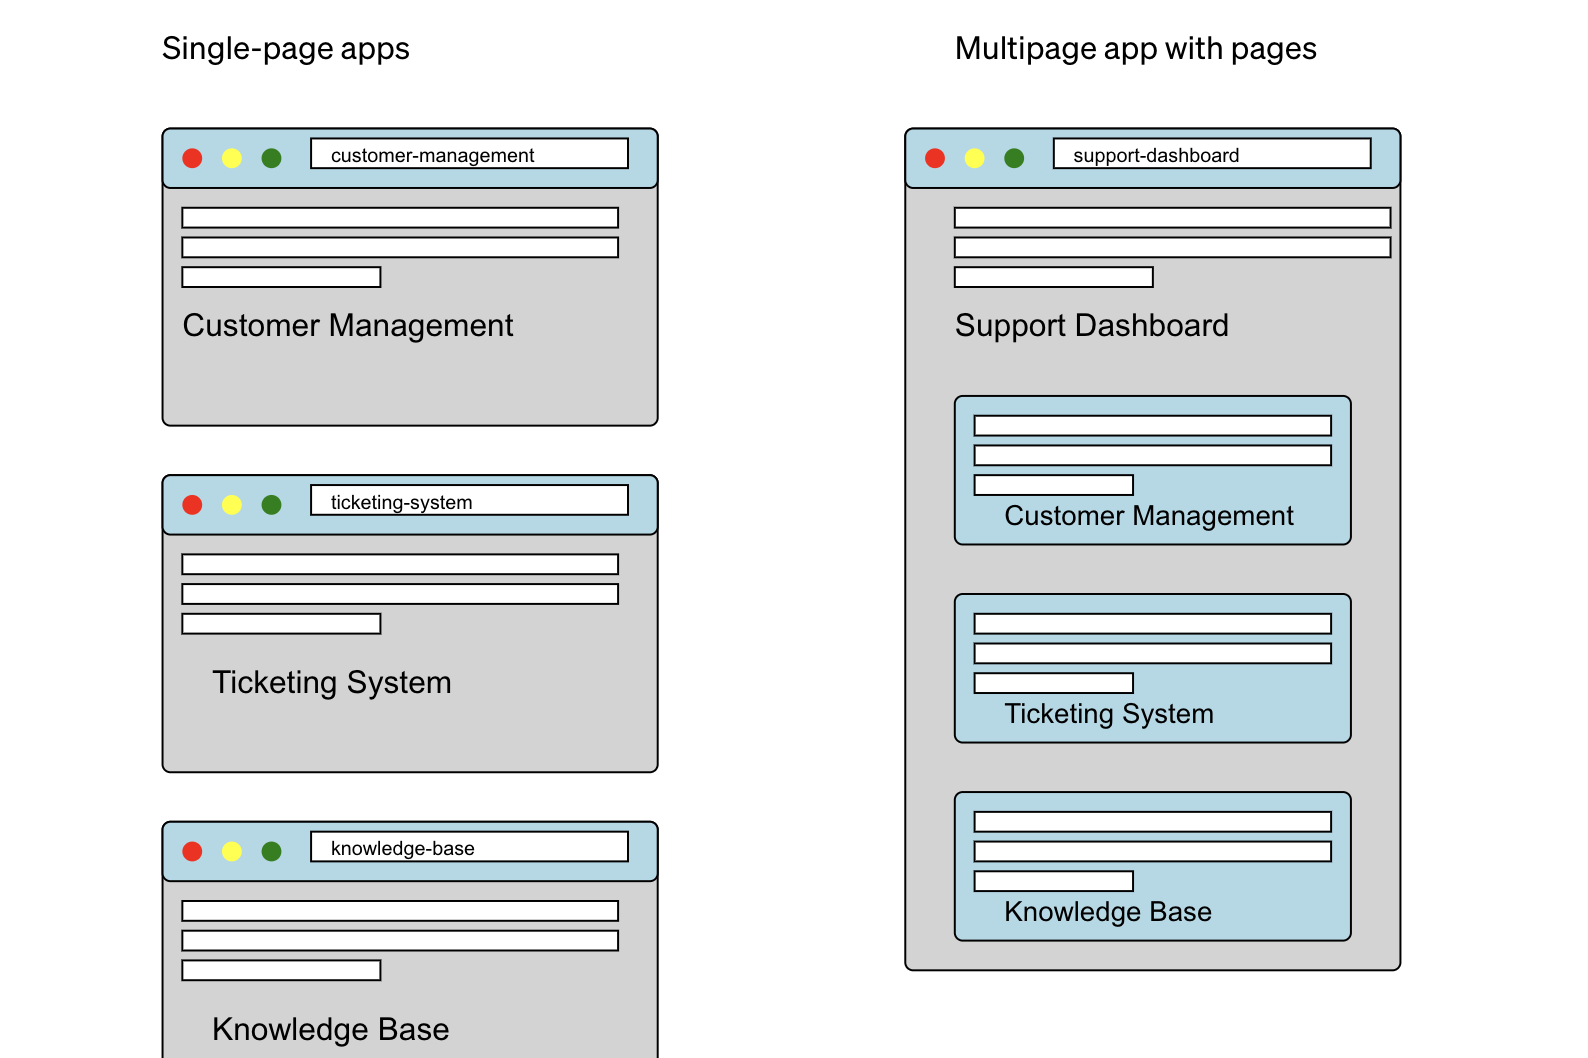 Single-page apps
customer-management
Customer Management
ticketing-system
Ticketing System
knowledge-base
Knowledge Base
Multipage app with pages
support-dashboard
Support Dashboard
Customer Management
Ticketing System
Knowledge Base